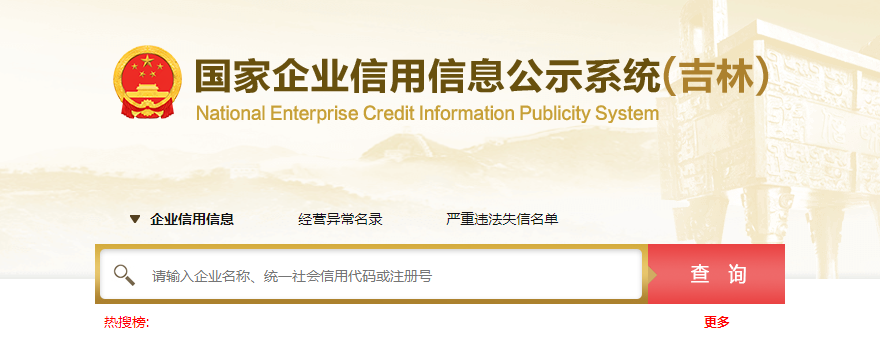 国家企业信用信息公示系统(吉林)
National Enterprise Credit Information Publicity System
企业信用信息 经营异常名录 严重违法失信名单
请输入企业名称、统一社会信用代码或注册号 查 询
热搜榜: 更多